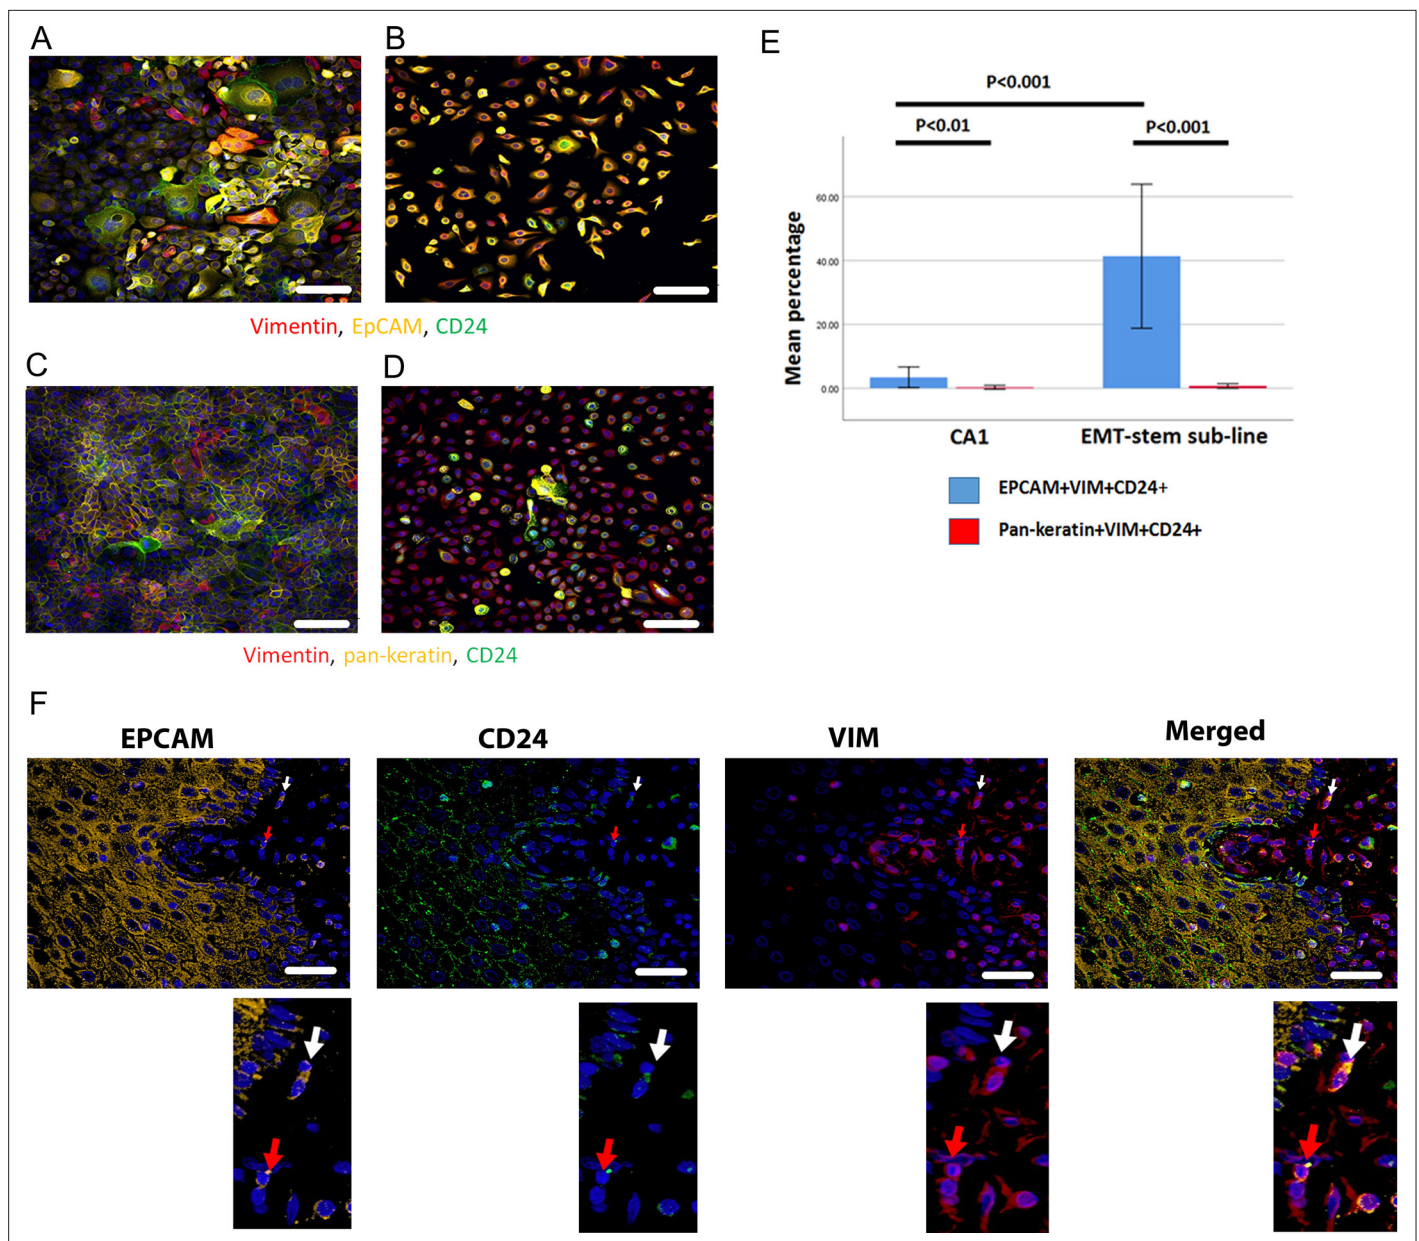 A
B
Vimentin, EpCAM, CD24
C
D
Vimentin, pan-keratin, CD24
E
P<0.001
P<0.01
P<0.001
Mean percentage
60.00
40.00
20.00
0.00
CA1
EMT-stem sub-line
EPCAM+VIM+CD24+
Pan-keratin+VIM+CD24+
F
EPCAM
CD24
VIM
Merged